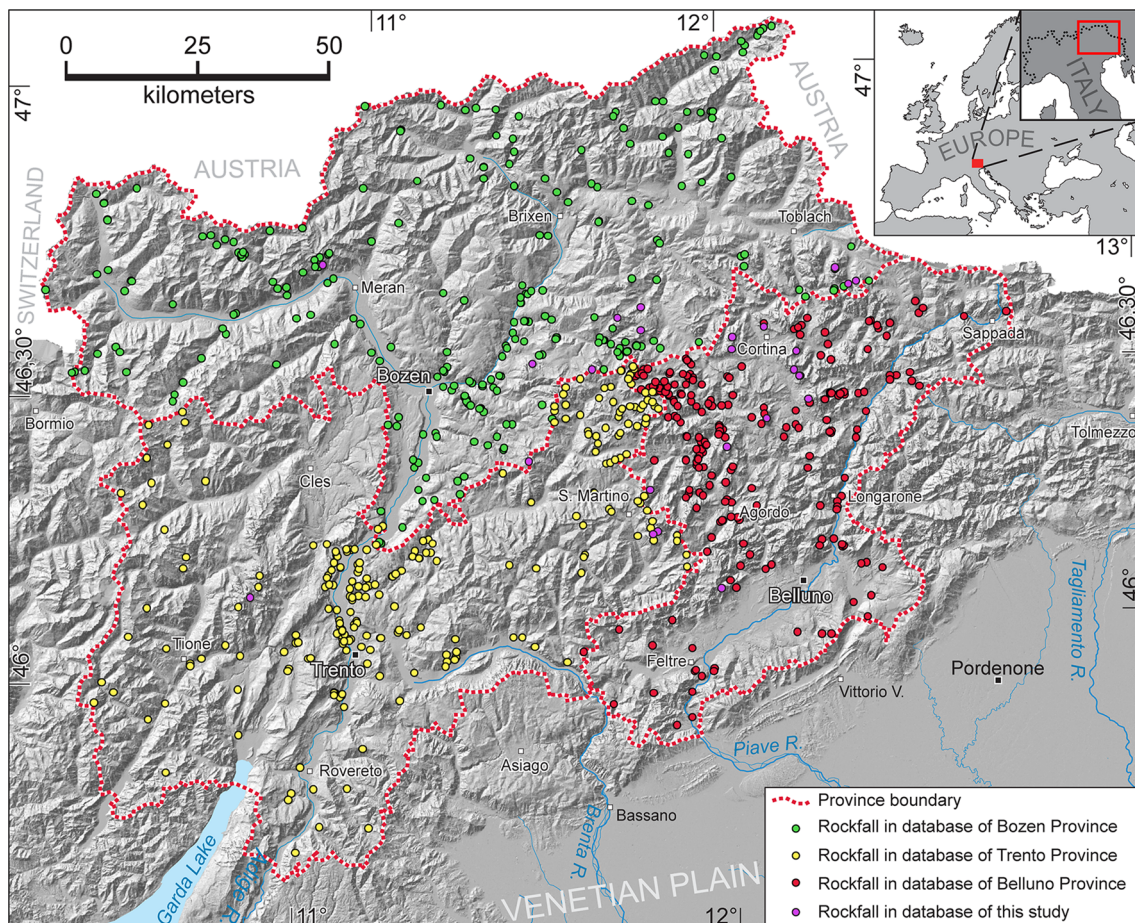 11°
12°
0 25 50
kilometers
47°
47°
AUSTRIA
AUSTRIA
ITALY
EUROPE
SWITZERLAND
Brixen
Toblach
13°
Meran
46.30°
46.30°
Sappada
Cortina
Bozen
Bormio
Tolmezzo
Cles
S. Martino
Longarone
Agordo
Tagliamento R.
46°
46°
Belluno
Tione
Trento
Feltre
Pordenone
Vittorio V.
Piave R.
Rovereto
Asiago
Bassano
Brenta R.
Garda Lake
Adige R.
VENETIAN PLAIN
11°
12°
Province boundary
Rockfall in database of Bozen Province
Rockfall in database of Trento Province
Rockfall in database of Belluno Province
Rockfall in database of this study